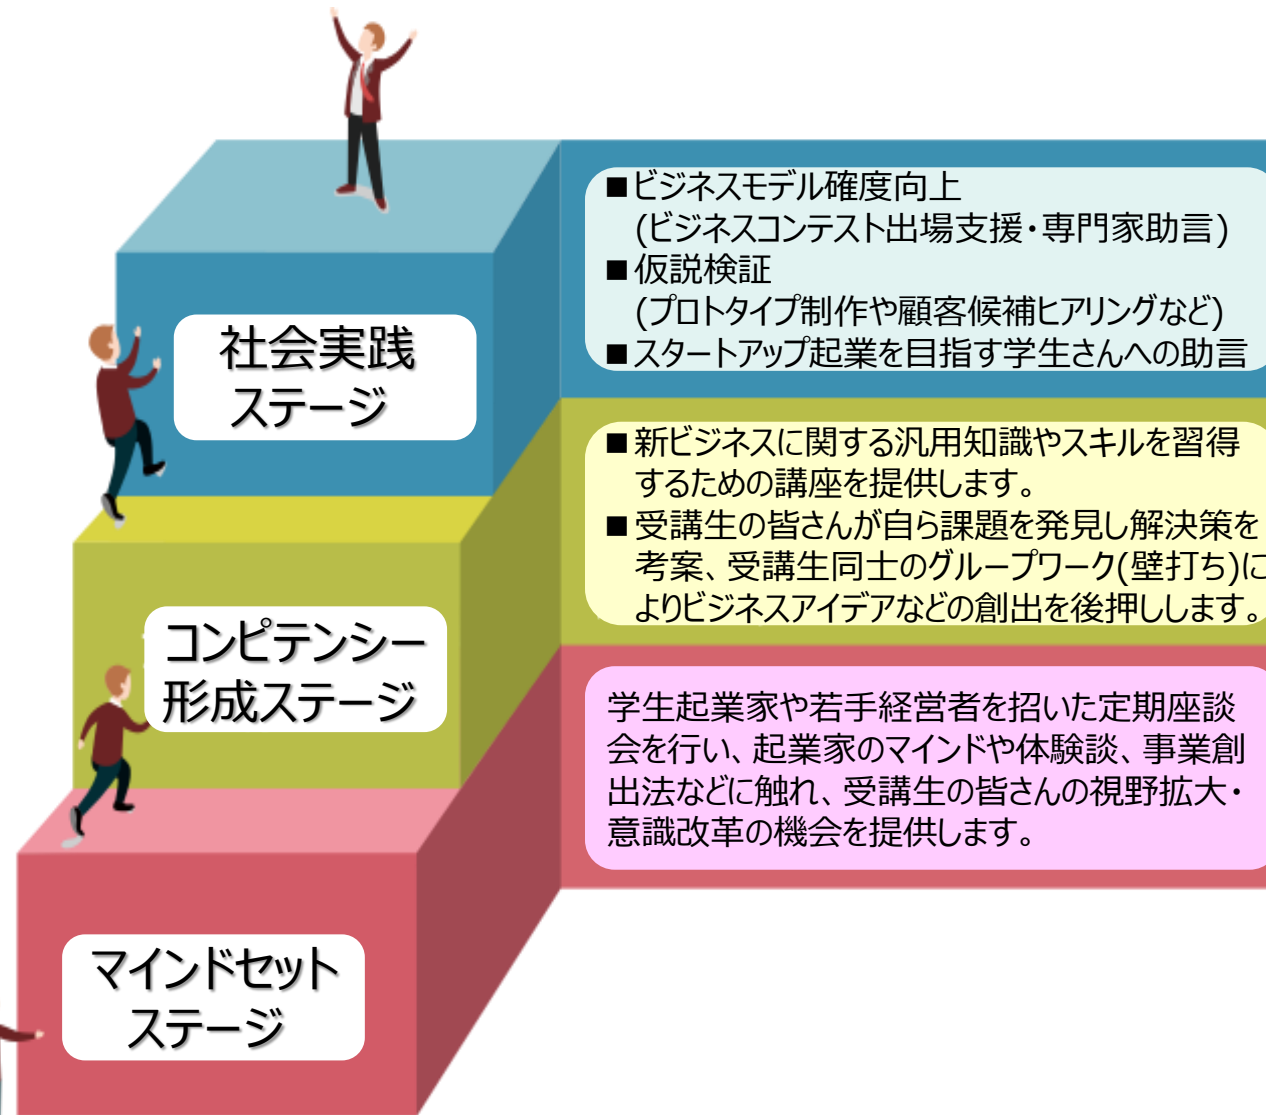 ■ビジネスモデル確度向上
(ビジネスコンテスト出場支援・専門家助言)
■仮説検証
(プロトタイプ制作や顧客候補ヒアリングなど)
■スタートアップ起業を目指す学生さんへの助言
社会実践
ステージ
■新ビジネスに関する汎用知識やスキルを習得
するための講座を提供します。
■受講生の皆さんが自ら課題を発見し解決策を
考案、受講生同士のグループワーク(壁打ち)に
よりビジネスアイデアなどの創出を後押しします。
コンピテンシー
形成ステージ
学生起業家や若手経営者を招いた定期座談
会を行い、起業家のマインドや体験談、事業創
出法などに触れ、受講生の皆さんの視野拡大・
意識改革の機会を提供します。
マインドセット
ステージ